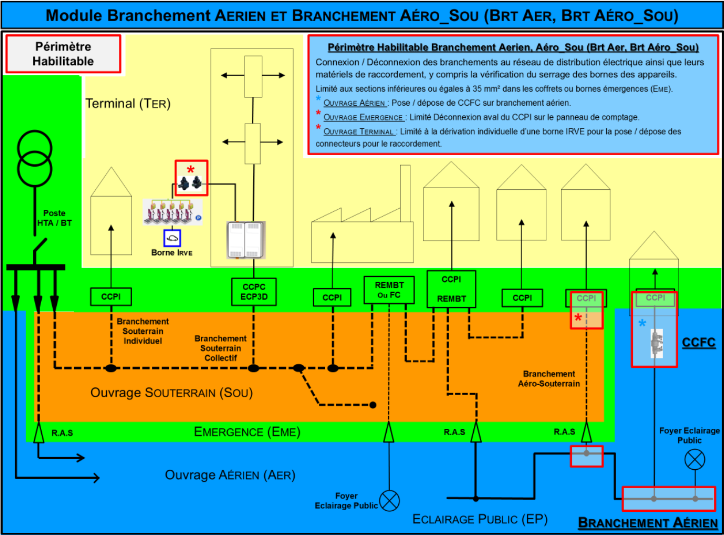 Module Branchement Aerien et Branchement Aéro_Sou (Brt Aer, Brt Aéro_Sou)
Périmètre
Habilitable
Périmètre Habilitable Branchement Aerien, Aéro_Sou (Brt Aer, Brt Aéro_Sou)
Connexion / Déconnexion des branchements au réseau de distribution électrique ainsi que leurs
matériels de raccordement, y compris la vérification du serrage des bornes des appareils.
Limité aux sections inférieures ou égales à 35 mm² dans les coffrets ou bornes émergences (Eme).
* Ouvrage Aérien : Pose / dépose de CCFC sur branchement aérien.
* Ouvrage Emergence : Limité Déconnexion aval du CCPI sur le panneau de comptage.
* Ouvrage Terminal : Limité à la dérivation individuelle d'une borne IRVE pour la pose / dépose des
connecteurs pour le raccordement.
Terminal (Ter)
*
Poste
HTA / BT
Borne Irve
CCPI
CCPC
ECP3D
CCPI
REMBT
Ou FC
CCPI
REMBT
CCPI
CCPI
CCPI
*
*
CCFC
Branchement
Souterrain
Individuel
Branchement
Souterrain
Collectif
Branchement
Aéro-Souterrain
Ouvrage Souterrain (Sou)
R.A.S
Emergence (Eme)
R.A.S
R.A.S
Foyer Eclairage
Public
Ouvrage Aérien (Aer)
Foyer
Eclairage Public
Eclairage Public (EP)
Branchement Aérien